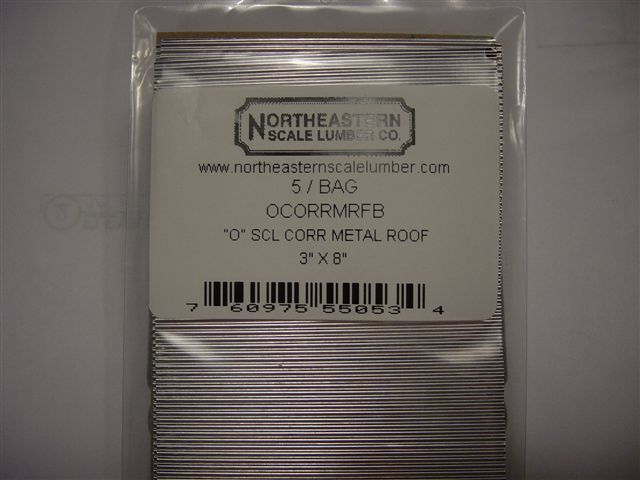 NORTHEASTERN
SCALE LUMBER CO.
www.northeasternscalelumber.com
5 / BAG
OCORRMRFB
"O" SCL CORR METAL ROOF
3" X 8"
7 60975 55053 4